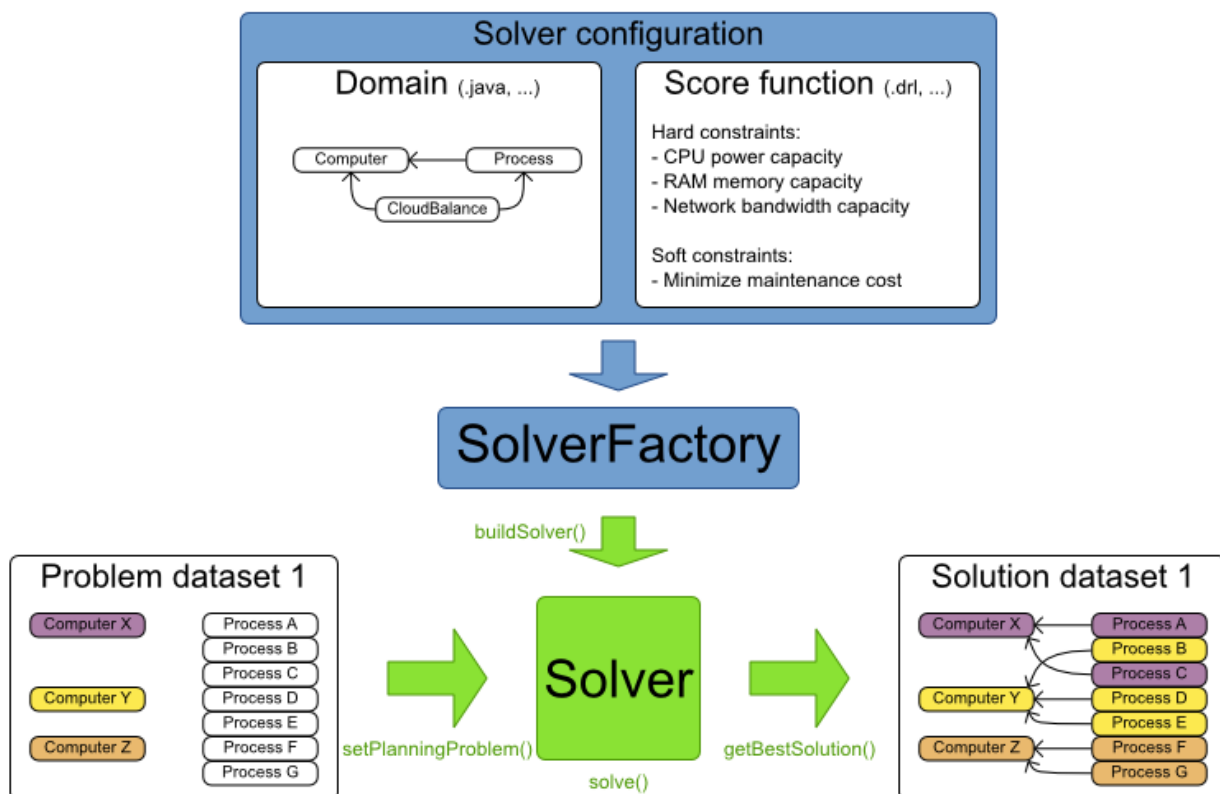 Solver configuration
Domain (.java, ...)
Computer
Process
CloudBalance
Score function (.drl, ...)
Hard constraints:
- CPU power capacity
- RAM memory capacity
- Network bandwidth capacity
Soft constraints:
- Minimize maintenance cost
SolverFactory
buildSolver()
Problem dataset 1
Computer X
Computer Y
Computer Z
Process A
Process B
Process C
Process D
Process E
Process F
Process G
setPlanningProblem()
Solver
solve()
getBestSolution()
Solution dataset 1
Computer X
Computer Y
Computer Z
Process A
Process B
Process C
Process D
Process E
Process F
Process G